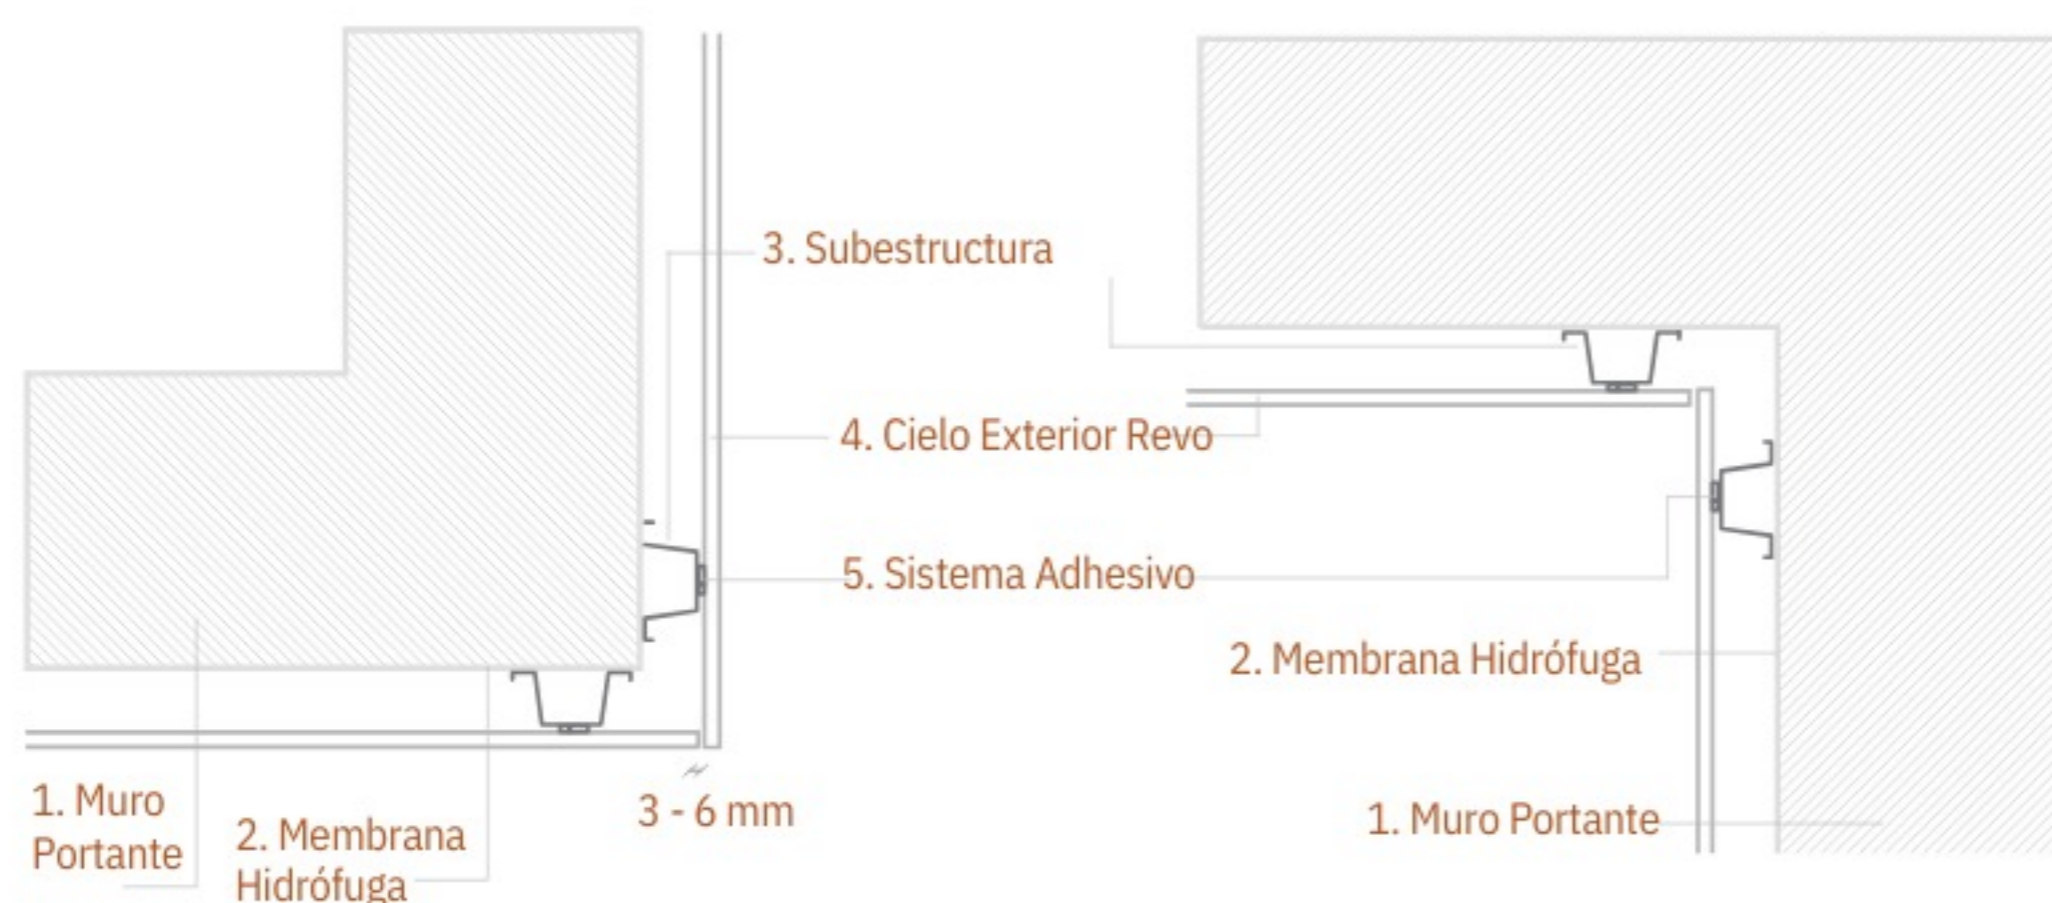 3. Subestructura
4. Cielo Exterior Revo
5. Sistema Adhesivo
2. Membrana Hidrófuga
1. Muro
Portante
2. Membrana
Hidrófuga
3 - 6 mm
1. Muro Portante